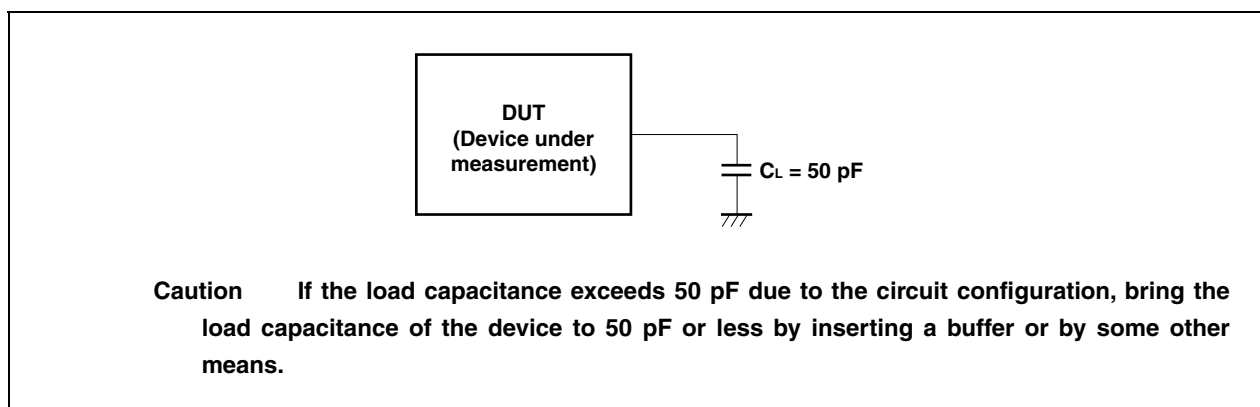 DUT
(Device under
measurement)
CL = 50 pF
Caution If the load capacitance exceeds 50 pF due to the circuit configuration, bring the
load capacitance of the device to 50 pF or less by inserting a buffer or by some other
means.